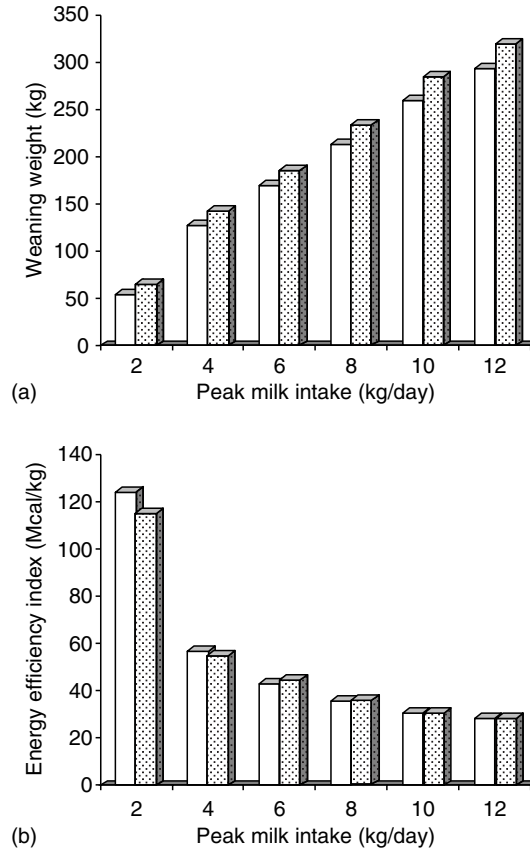 Weaning weight (kg)
350
300
250
200
150
100
50
0
2 4 6 8 10 12
(a) Peak milk intake (kg/day)
Energy efficiency index (Mcal/kg)
140
120
100
80
60
40
20
0
2 4 6 8 10 12
(b) Peak milk intake (kg/day)